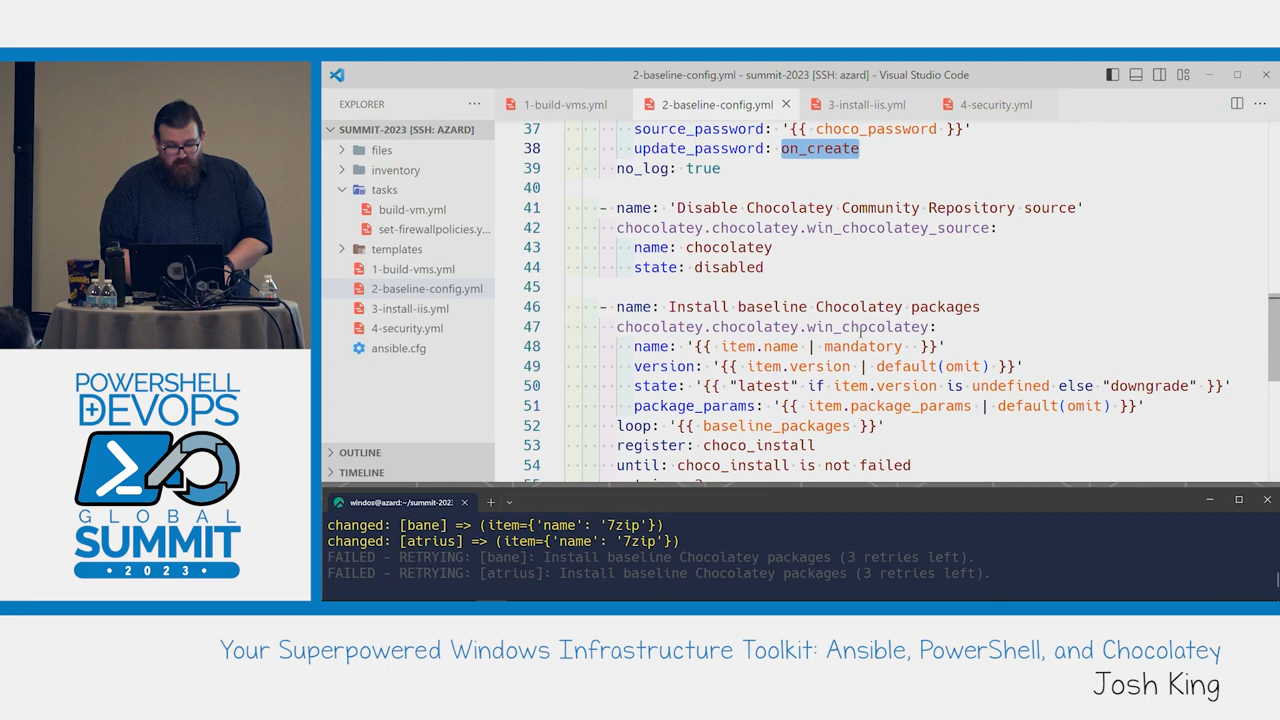 2-baseline-config.yml - summit-2023 [SSH: azard] - Visual Studio Code
EXPLORER
1-build-vms.yml
2-baseline-config.yml
3-install-iis.yml
4-security.yml
SUMMIT-2023 [SSH: AZARD]
files
inventory
tasks
build-vm.yml
set-firewallpolicies.y...
templates
1-build-vms.yml
2-baseline-config.yml
3-install-iis.yml
4-security.yml
ansible.cfg
OUTLINE
TIMELINE
37 source_password: '{{ choco_password }}'
38 update_password: on_create
39 no_log: true
40
41 - name: 'Disable Chocolatey Community Repository source'
42 chocolatey.chocolatey.win_chocolatey_source:
43 name: chocolatey
44 state: disabled
45
46 - name: Install baseline Chocolatey packages
47 chocolatey.chocolatey.win_chocolatey:
48 name: '{{ item.name | mandatory }}'
49 version: '{{ item.version | default(omit) }}'
50 state: '{{ "latest" if item.version is undefined else "downgrade" }}'
51 package_params: '{{ item.package_params | default(omit) }}'
52 loop: '{{ baseline_packages }}'
53 register: choco_install
54 until: choco_install is not failed
windos@azard:~/summit-202
changed: [bane] => (item={'name': '7zip'})
changed: [atrius] => (item={'name': '7zip'})
FAILED - RETRYING: [bane]: Install baseline Chocolatey packages (3 retries left).
FAILED - RETRYING: [atrius]: Install baseline Chocolatey packages (3 retries left).
POWERSHELL
+DEVOPS
GLOBAL
SUMMIT
• 2023 •
Your Superpowered Windows Infrastructure Toolkit: Ansible, PowerShell, and Chocolatey
Josh King